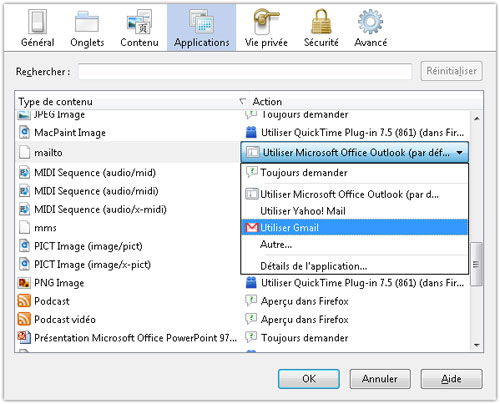 Général Onglets Contenu Applications Vie privée Sécurité Avancé
Rechercher : Réinitialiser
Type de contenu Action
JPEG Image Toujours demander
MacPaint Image Utiliser QuickTime Plug-in 7.5 (861) (dans Fir...
mailto Utiliser Microsoft Office Outlook (par déf...
MIDI Sequence (audio/mid) Toujours demander
MIDI Sequence (audio/midi) Utiliser Microsoft Office Outlook (par d...
MIDI Sequence (audio/x-midi) Utiliser Yahoo! Mail
mms Utiliser Gmail
PICT Image (image/pict) Autre...
PICT Image (image/x-pict) Détails de l'application...
PNG Image Utiliser QuickTime Plug-in 7.5 (861) (dans Fir...
Podcast Aperçu dans Firefox
Podcast vidéo Aperçu dans Firefox
Présentation Microsoft Office PowerPoint 97... Toujours demander
OK Annuler Aide